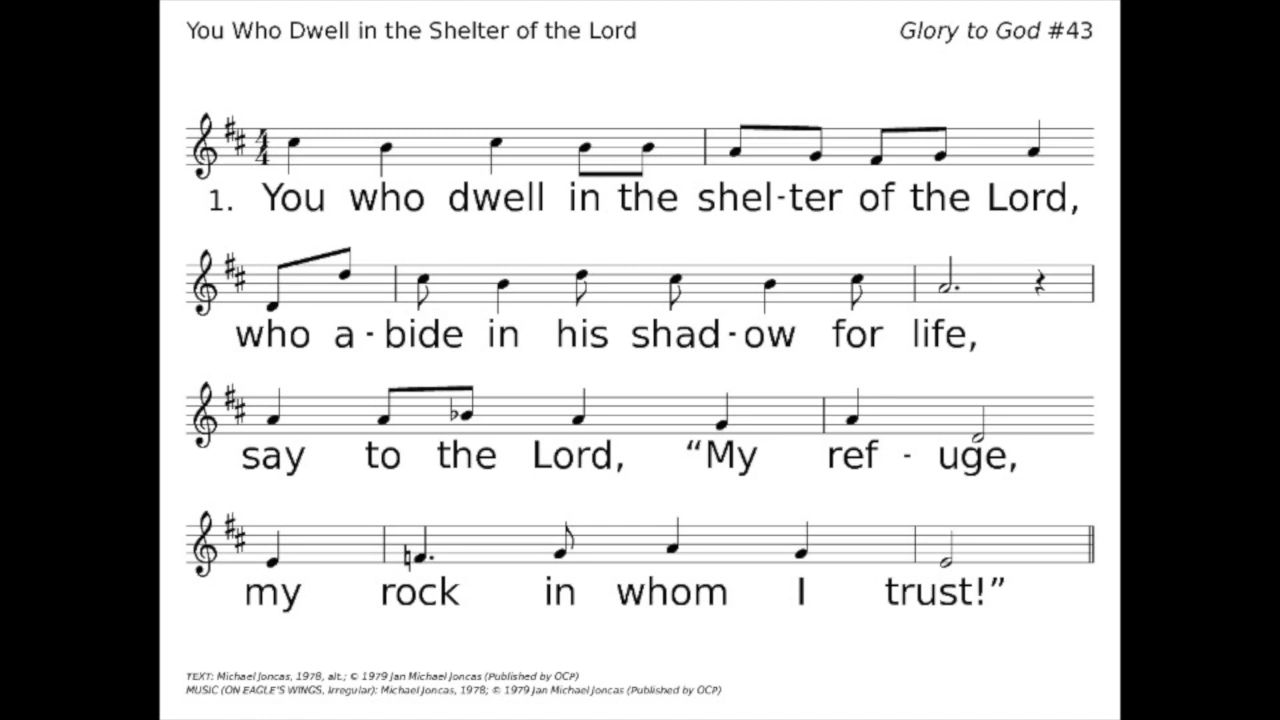 You Who Dwell in the Shelter of the Lord Glory to God #43
4
4
1. You who dwell in the shel-ter of the Lord,
who a-bide in his shad-ow for life,
say to the Lord, “My ref - uge,
my rock in whom I trust!”
TEXT: Michael Joncas, 1978, alt.; © 1979 Jan Michael Joncas (Published by OCP)
MUSIC (ON EAGLE'S WINGS, Irregular): Michael Joncas, 1978; © 1979 Jan Michael Joncas (Published by OCP)